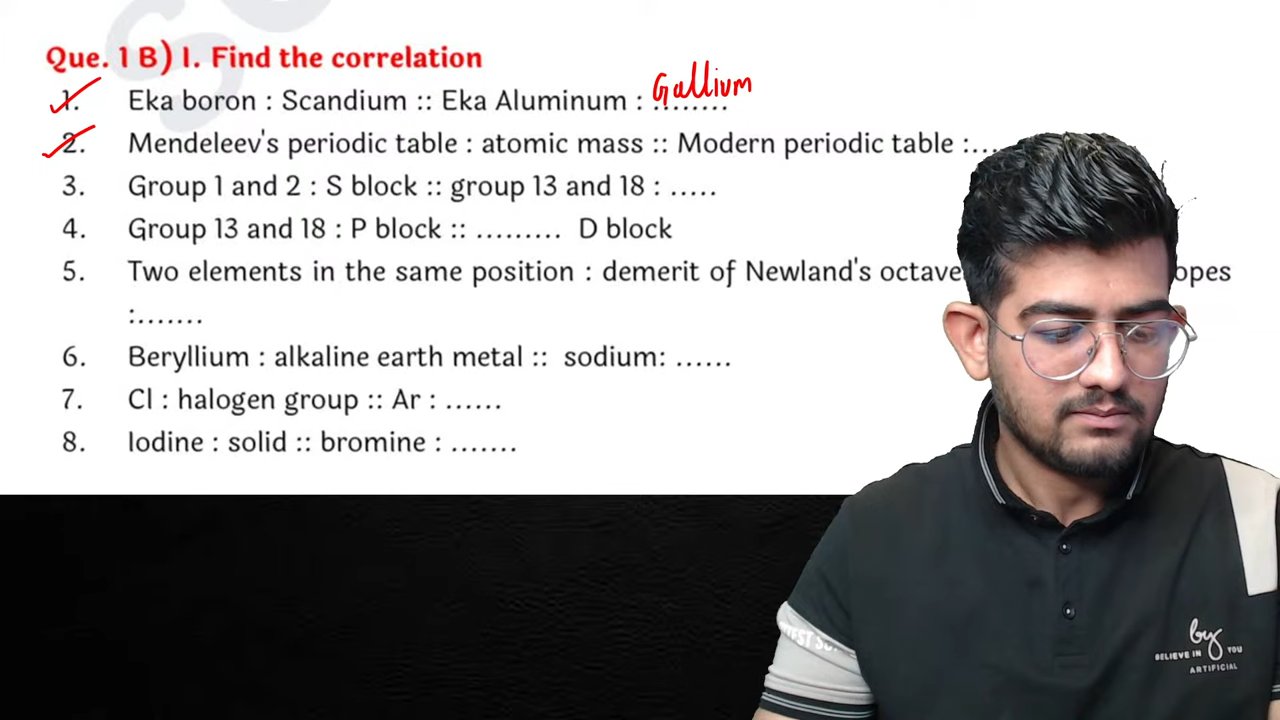 Que. 1 B) I. Find the correlation
1. Eka boron : Scandium :: Eka Aluminum : ........ Gallium
2. Mendeleev's periodic table : atomic mass :: Modern periodic table :...
3. Group 1 and 2 : S block :: group 13 and 18 : .....
4. Group 13 and 18 : P block :: ......... D block
5. Two elements in the same position : demerit of Newland's octave
:.......
6. Beryllium : alkaline earth metal :: sodium: ......
7. Cl : halogen group :: Ar : ......
8. Iodine : solid :: bromine : .......
by
BELIEVE IN YOU
ARTIFICIAL